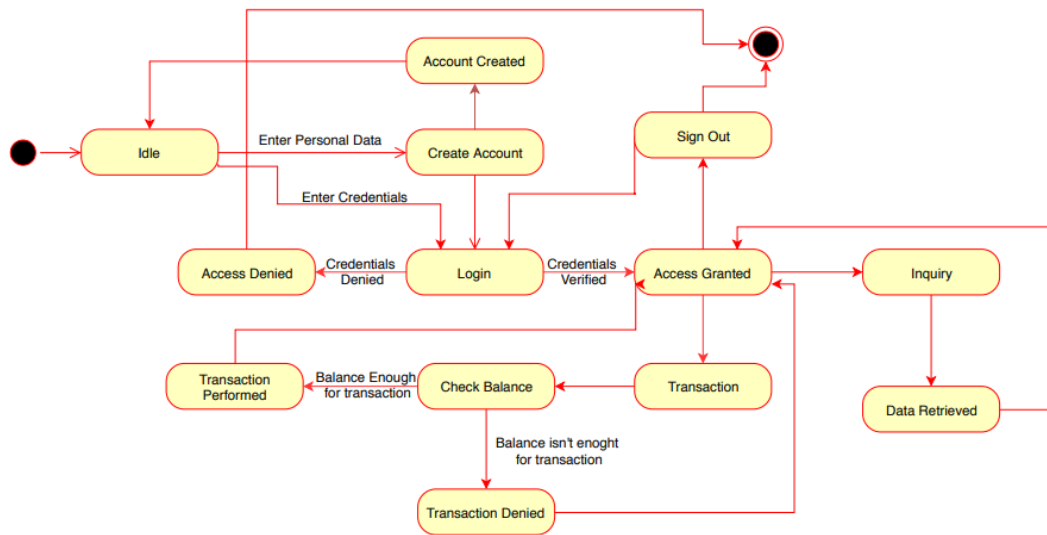 Account Created
Enter Personal Data
Idle
Create Account
Sign Out
Enter Credentials
Access Denied
Credentials
Denied
Login
Credentials
Verified
Access Granted
Inquiry
Transaction
Performed
Balance Enough
for transaction
Check Balance
Transaction
Data Retrieved
Balance isn't enoght
for transaction
Transaction Denied